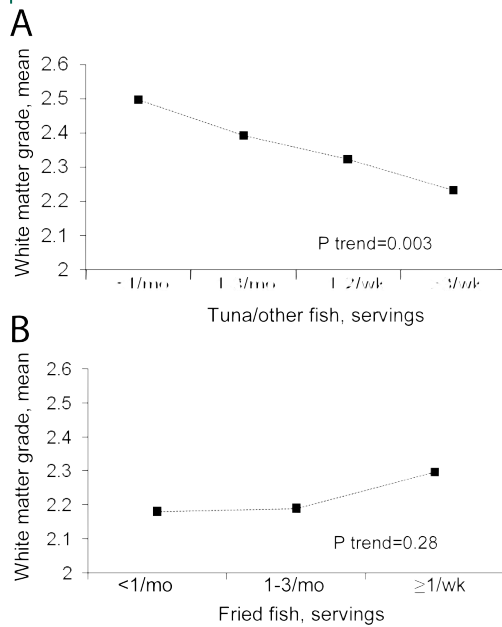 A
White matter grade, mean
2.6
2.5
2.4
2.3
2.2
2.1
2
P trend=0.003
Tuna/other fish, servings
B
White matter grade, mean
2.6
2.5
2.4
2.3
2.2
2.1
2
P trend=0.28
<1/mo 1-3/mo ≥1/wk
Fried fish, servings